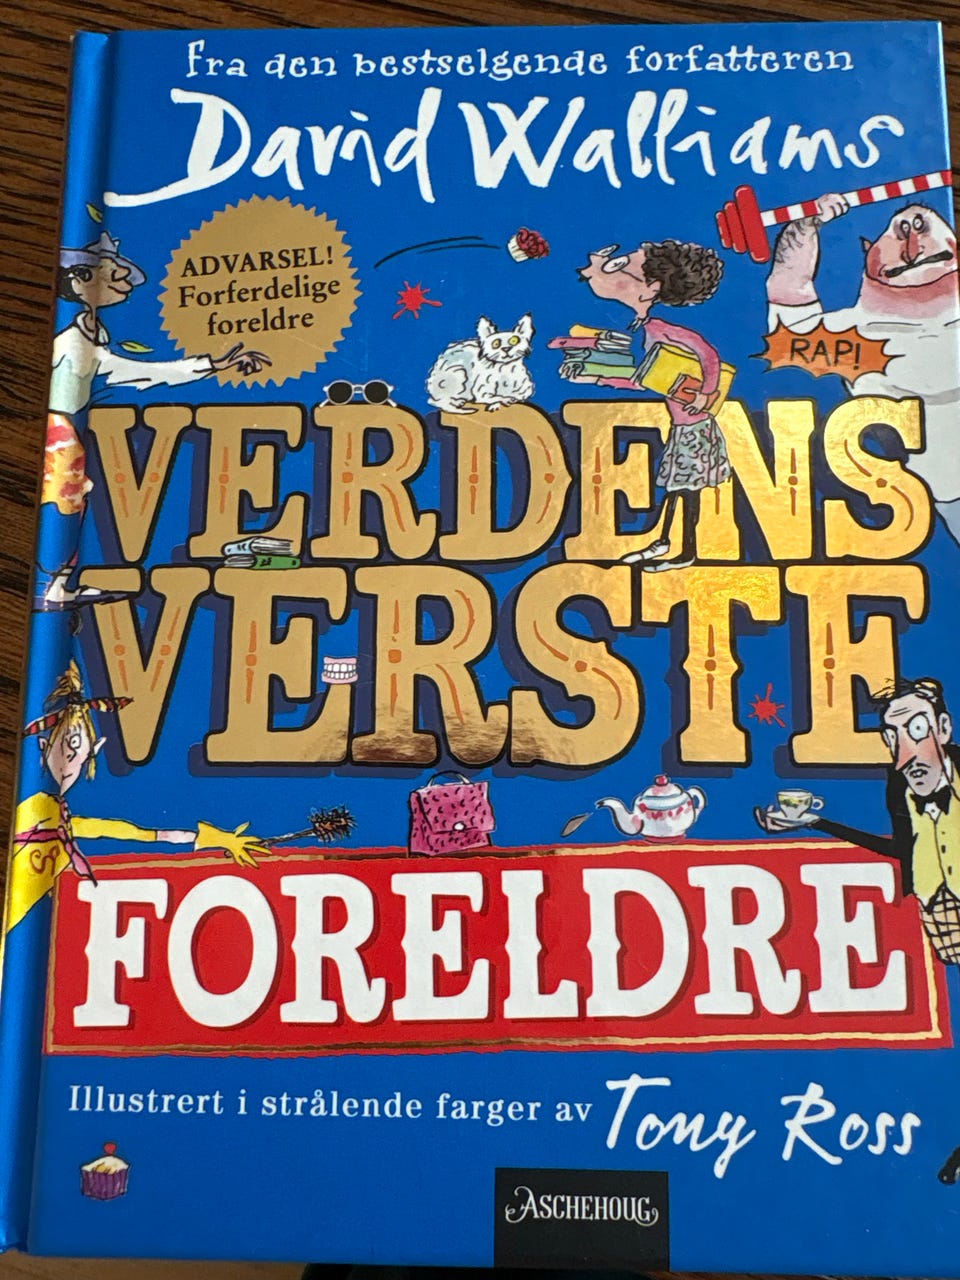 Fra den bestselgende forfatteren
David Walliams
ADVARSEL!
Forferdelige
foreldre
RAP!
VERDENS
VERSTE
FORELDRE
Illustrert i strålende farger av Tony Ross
ASCHEHOUG